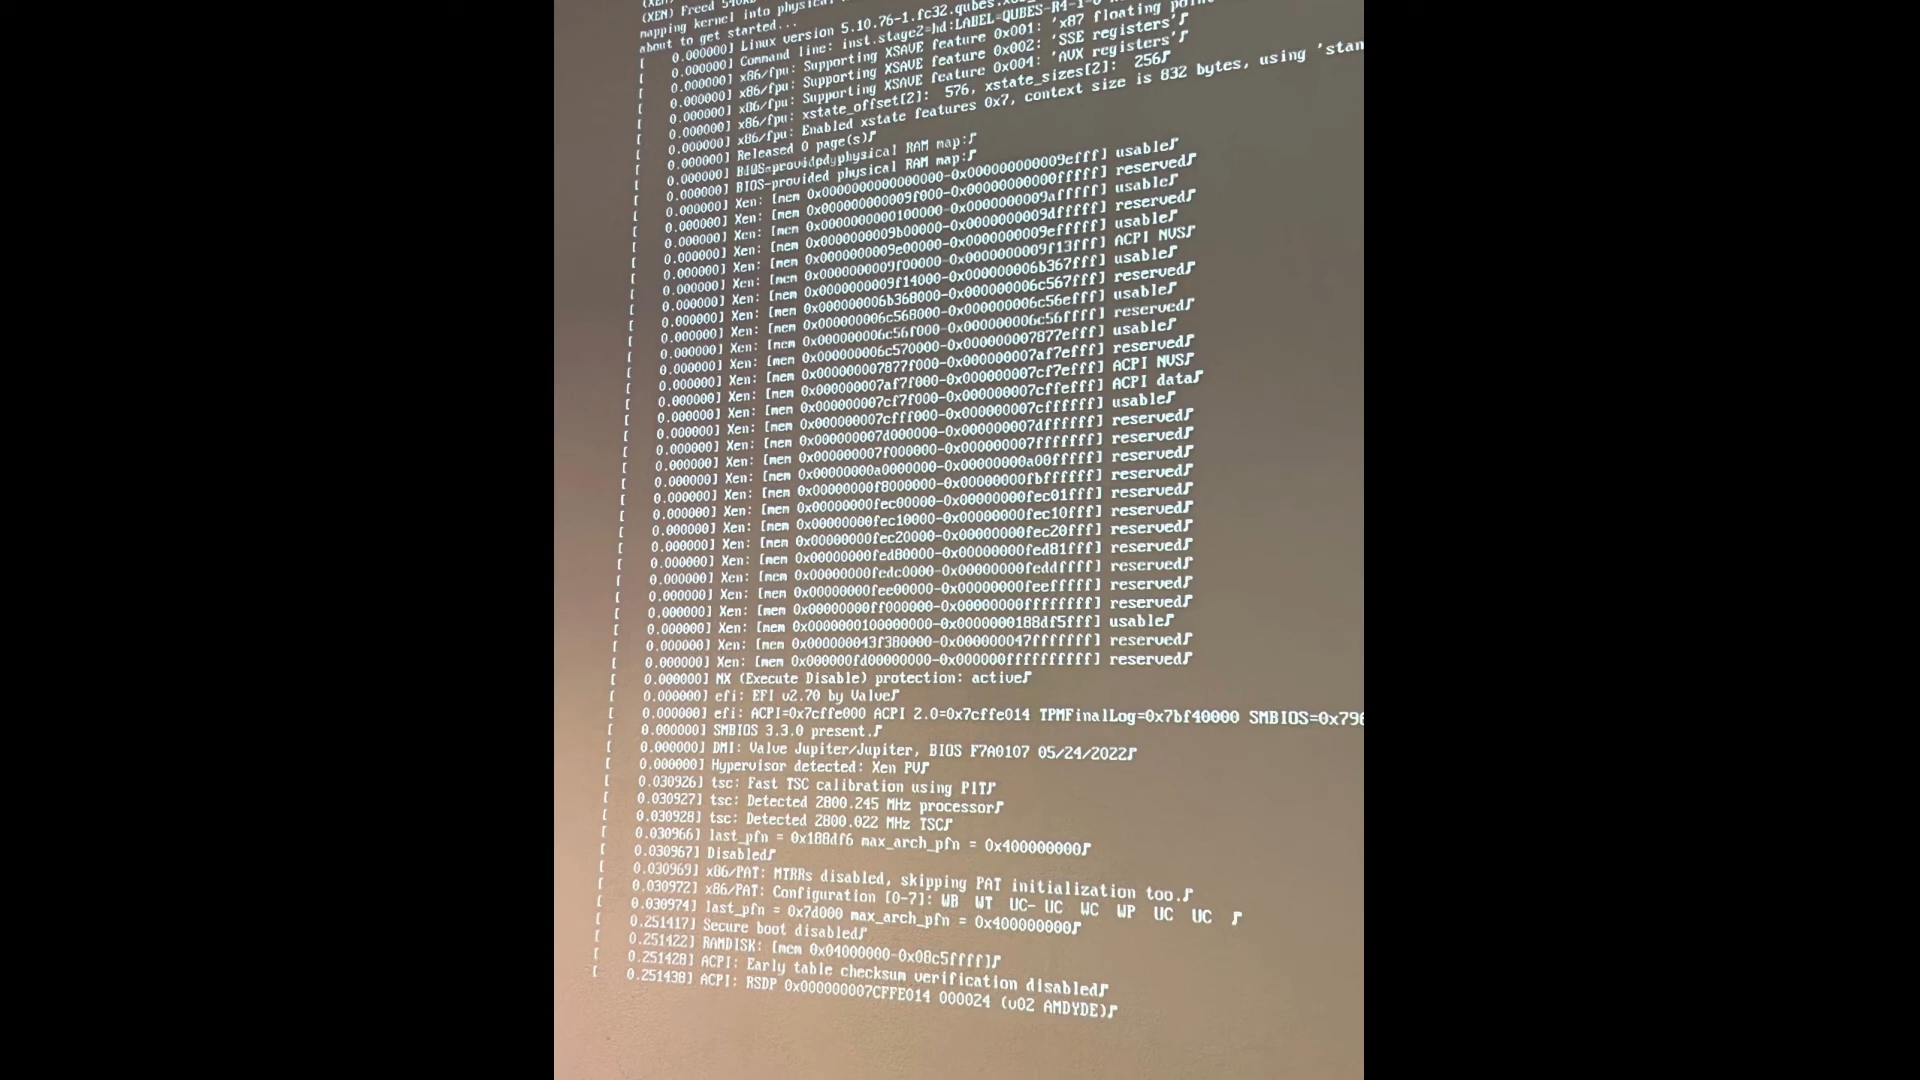 (XEN) Freed
mapping kernel into physical
about to get started...
[ 0.000000] Linux version 5.10.76-1.fc32.qubes.
[ 0.000000] Command line: inst.stage2=hd:LABEL=QUBES-R4-1-
[ 0.000000] x86/fpu: Supporting XSAVE feature 0x001: 'x87 floating
[ 0.000000] x86/fpu: Supporting XSAVE feature 0x002: 'SSE registers'
[ 0.000000] x86/fpu: Supporting XSAVE feature 0x004: 'AVX registers'
[ 0.000000] x86/fpu: xstate_offset[2]: 576, xstate_sizes[2]: 256
[ 0.000000] x86/fpu: Enabled xstate features 0x7, context size is 832 bytes, using 'stan
[ 0.000000] Released 0 page(s)
[ 0.000000] BIOS-provided physical RAM map:
[ 0.000000] BIOS-provided physical RAM map:
[ 0.000000] Xen: [mem 0x0000000000000000-0x000000000009efff] usable
[ 0.000000] Xen: [mem 0x000000000009f000-0x00000000000fffff] reserved
[ 0.000000] Xen: [mem 0x0000000000100000-0x0000000009afffff] usable
[ 0.000000] Xen: [mem 0x0000000009b00000-0x0000000009dfffff] reserved
[ 0.000000] Xen: [mem 0x0000000009e00000-0x0000000009efffff] usable
[ 0.000000] Xen: [mem 0x0000000009f00000-0x0000000009f13fff] ACPI NVS
[ 0.000000] Xen: [mem 0x0000000009f14000-0x000000006b367fff] usable
[ 0.000000] Xen: [mem 0x000000006b368000-0x000000006c567fff] reserved
[ 0.000000] Xen: [mem 0x000000006c568000-0x000000006c56efff] usable
[ 0.000000] Xen: [mem 0x000000006c56f000-0x000000006c56ffff] reserved
[ 0.000000] Xen: [mem 0x000000006c570000-0x000000007877efff] usable
[ 0.000000] Xen: [mem 0x000000007877f000-0x000000007af7efff] reserved
[ 0.000000] Xen: [mem 0x000000007af7f000-0x000000007cf7efff] ACPI NVS
[ 0.000000] Xen: [mem 0x000000007cf7f000-0x000000007cffefff] ACPI data
[ 0.000000] Xen: [mem 0x000000007cfff000-0x000000007cffffff] usable
[ 0.000000] Xen: [mem 0x000000007d000000-0x000000007dffffff] reserved
[ 0.000000] Xen: [mem 0x000000007f000000-0x000000007fffffff] reserved
[ 0.000000] Xen: [mem 0x00000000a0000000-0x00000000a00fffff] reserved
[ 0.000000] Xen: [mem 0x00000000f8000000-0x00000000fbffffff] reserved
[ 0.000000] Xen: [mem 0x00000000fec00000-0x00000000fec01fff] reserved
[ 0.000000] Xen: [mem 0x00000000fec10000-0x00000000fec10fff] reserved
[ 0.000000] Xen: [mem 0x00000000fec20000-0x00000000fec20fff] reserved
[ 0.000000] Xen: [mem 0x00000000fed80000-0x00000000fed81fff] reserved
[ 0.000000] Xen: [mem 0x00000000fedc0000-0x00000000feddffff] reserved
[ 0.000000] Xen: [mem 0x00000000fee00000-0x00000000feefffff] reserved
[ 0.000000] Xen: [mem 0x00000000ff000000-0x00000000ffffffff] reserved
[ 0.000000] Xen: [mem 0x0000000100000000-0x0000000188df5fff] usable
[ 0.000000] Xen: [mem 0x000000043f380000-0x000000047fffffff] reserved
[ 0.000000] Xen: [mem 0x000000fd00000000-0x000000ffffffffff] reserved
[ 0.000000] NX (Execute Disable) protection: active
[ 0.000000] efi: EFI v2.70 by Valve
[ 0.000000] efi: ACPI=0x7cffe000 ACPI 2.0=0x7cffe014 TPMFinalLog=0x7bf40000 SMBIOS=0x796
[ 0.000000] SMBIOS 3.3.0 present.
[ 0.000000] DMI: Valve Jupiter/Jupiter, BIOS F7A0107 05/24/2022
[ 0.000000] Hypervisor detected: Xen PV
[ 0.030926] tsc: Fast TSC calibration using PIT
[ 0.030927] tsc: Detected 2800.245 MHz processor
[ 0.030928] tsc: Detected 2800.022 MHz TSC
[ 0.030966] last_pfn = 0x188df6 max_arch_pfn = 0x400000000
[ 0.030967] Disabled
[ 0.030969] x86/PAT: MTRRs disabled, skipping PAT initialization too.
[ 0.030972] x86/PAT: Configuration [0-7]: WB WT UC- UC WC WP UC UC
[ 0.030974] last_pfn = 0x7d000 max_arch_pfn = 0x400000000
[ 0.251417] Secure boot disabled
[ 0.251422] RAMDISK: [mem 0x04000000-0x08c5ffff]
[ 0.251428] ACPI: Early table checksum verification disabled
[ 0.251438] ACPI: RSDP 0x000000007CFFE014 000024 (v02 AMDYDE)